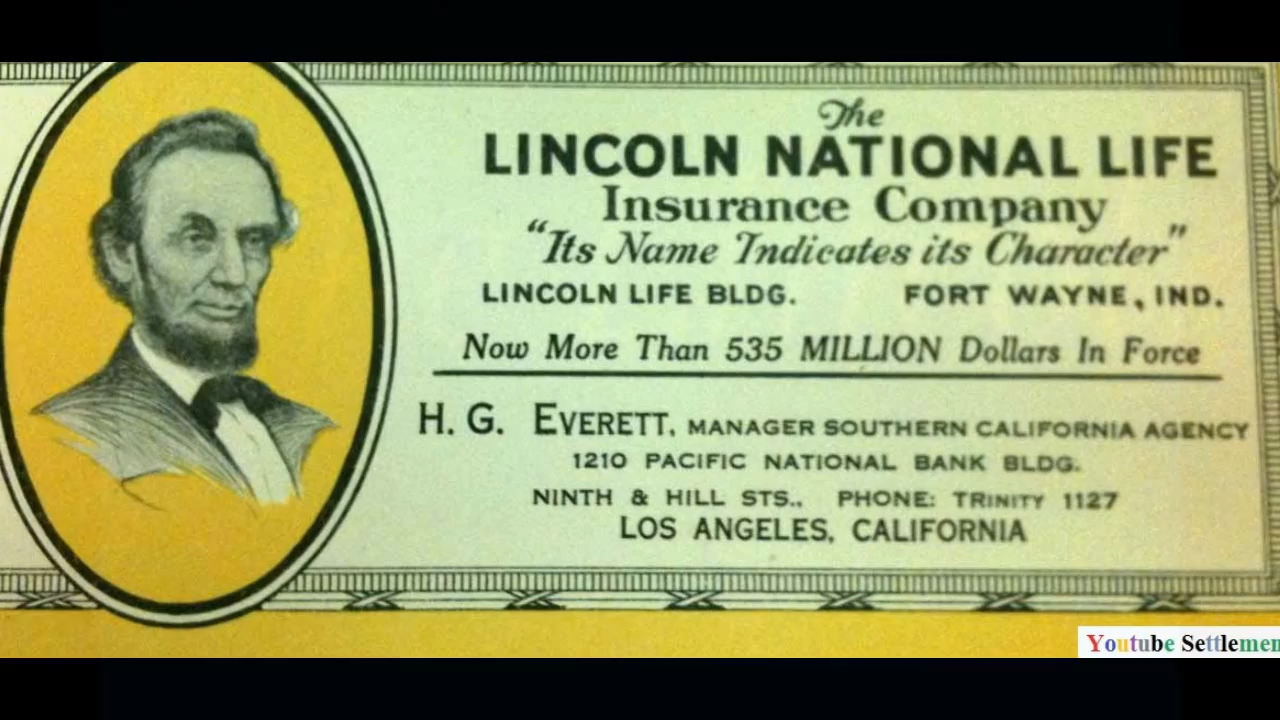 The
LINCOLN NATIONAL LIFE
Insurance Company
"Its Name Indicates its Character"
LINCOLN LIFE BLDG. FORT WAYNE, IND.
Now More Than 535 MILLION Dollars In Force
H. G. EVERETT, MANAGER SOUTHERN CALIFORNIA AGENCY
1210 PACIFIC NATIONAL BANK BLDG.
NINTH & HILL STS., PHONE: TRINITY 1127
LOS ANGELES, CALIFORNIA
Youtube Settlemen